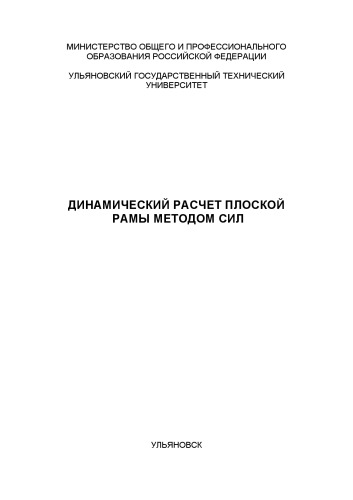 МИНИСТЕРСТВО ОБЩЕГО И ПРОФЕССИОНАЛЬНОГО
ОБРАЗОВАНИЯ РОССИЙСКОЙ ФЕДЕРАЦИИ
УЛЬЯНОВСКИЙ ГОСУДАРСТВЕННЫЙ ТЕХНИЧЕСКИЙ
УНИВЕРСИТЕТ
ДИНАМИЧЕСКИЙ РАСЧЕТ ПЛОСКОЙ
РАМЫ МЕТОДОМ СИЛ
УЛЬЯНОВСК